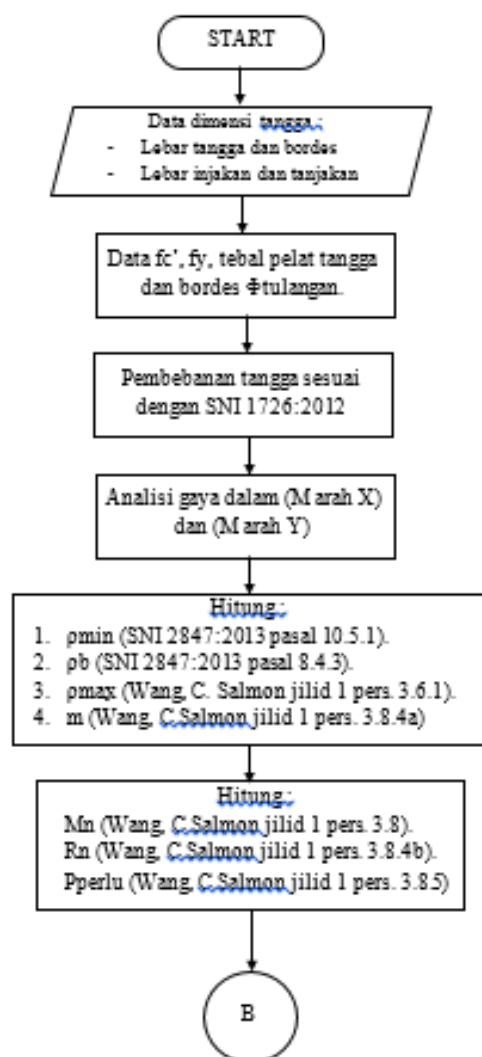 START
Data dimensi tangga :
- Lebar tangga dan bordes
- Lebar injakan dan tanjakan
Data fc', fy, tebal pelat tangga
dan bordes Φtulangan.
Pembebanan tangga sesuai
dengan SNI 1726:2012
Analisi gaya dalam (M arah X)
dan (M arah Y)
Hitung :
1. ρmin (SNI 2847:2013 pasal 10.5.1).
2. ρb (SNI 2847:2013 pasal 8.4.3).
3. ρmax (Wang, C. Salmon jilid 1 pers. 3.6.1).
4. m (Wang, C.Salmon jilid 1 pers. 3.8.4a)
Hitung :
Mn (Wang, C.Salmon jilid 1 pers. 3.8).
Rn (Wang, C.Salmon jilid 1 pers. 3.8.4b).
Pperlu (Wang, C.Salmon jilid 1 pers. 3.8.5)
B